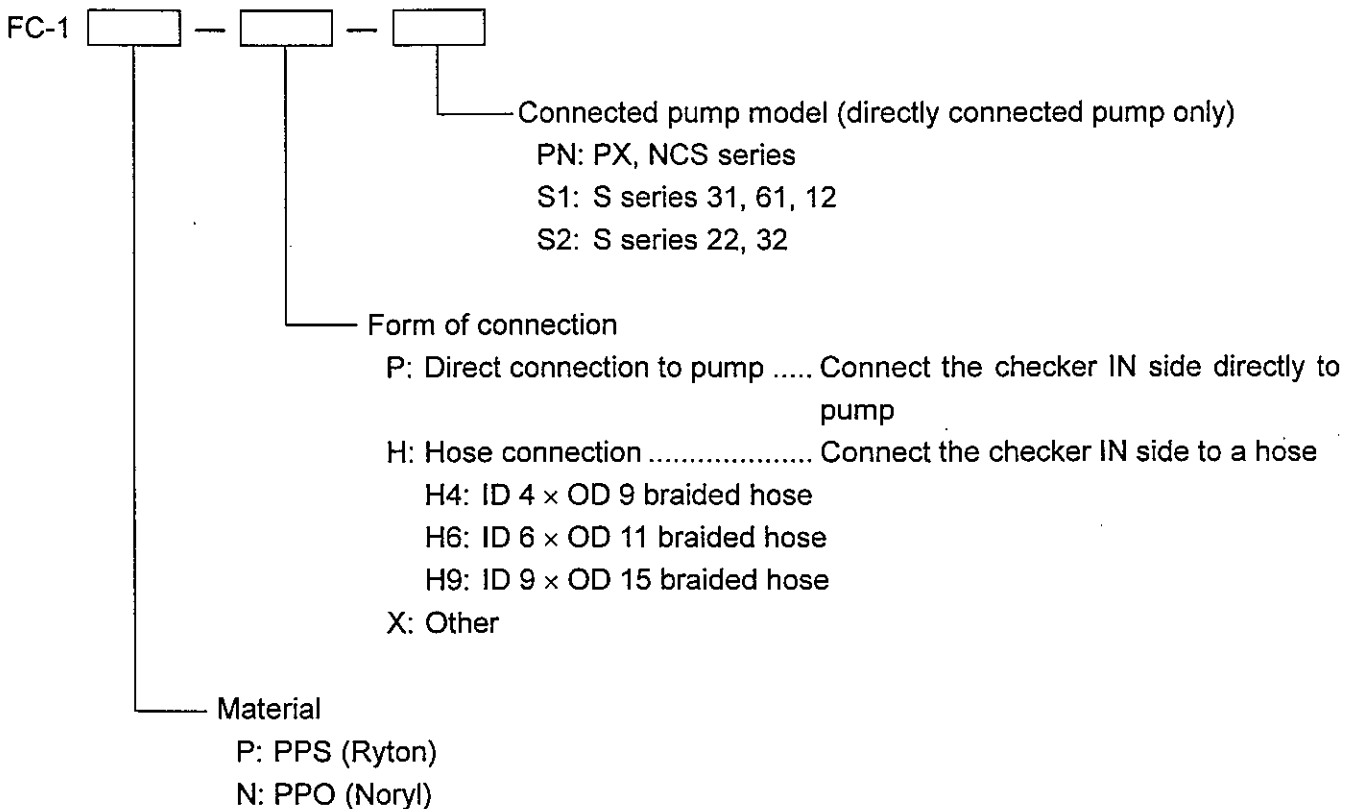 FC-1 — —
Connected pump model (directly connected pump only)
PN: PX, NCS series
S1: S series 31, 61, 12
S2: S series 22, 32
Form of connection
P: Direct connection to pump ..... Connect the checker IN side directly to
pump
H: Hose connection .................... Connect the checker IN side to a hose
H4: ID 4 × OD 9 braided hose
H6: ID 6 × OD 11 braided hose
H9: ID 9 × OD 15 braided hose
X: Other
Material
P: PPS (Ryton)
N: PPO (Noryl)